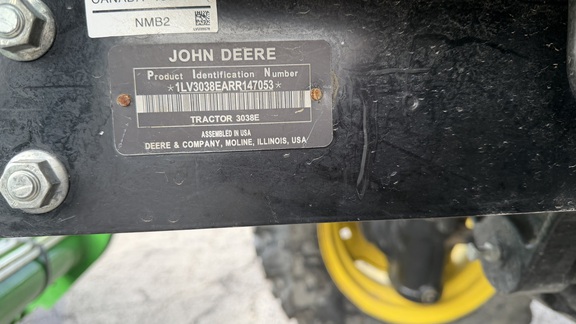 NMB2
JOHN DEERE
Product Identification Number
*1LV3038EARR147053*
TRACTOR 3038E
ASSEMBLED IN USA
DEERE & COMPANY, MOLINE, ILLINOIS, USA